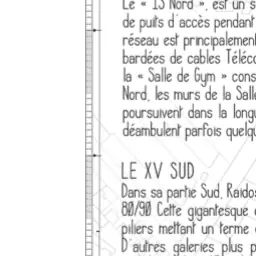 Le « 13 Nord », est un s
de puits d'accès pendant
réseau est principalemen
bardées de cables Téléco
la « Salle de Gym » cons
Nord, les murs de la Salle
poursuivent dans la longu
déambulent parfois quelqu
LE XV SUD
Dans sa partie Sud, Raidos
80/90 Cette gigantesque
piliers mettant un terme
D'autres galeries plus p